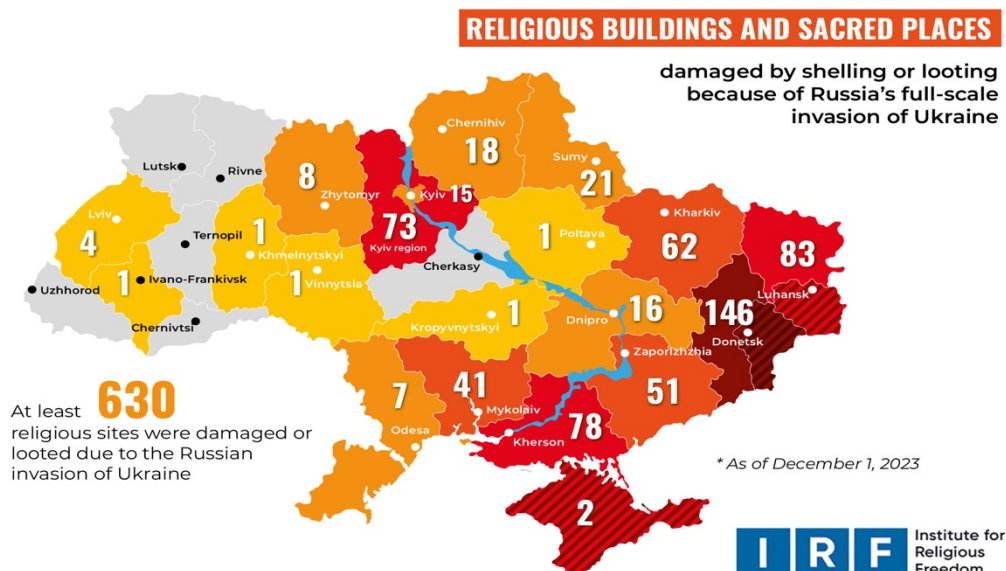 RELIGIOUS BUILDINGS AND SACRED PLACES
damaged by shelling or looting
because of Russia's full-scale
invasion of Ukraine
Chernihiv
18
Sumy
21
Lutsk
Rivne
8
Zhytomyr
Kyiv
15
73
Kyiv region
Kharkiv
62
83
Luhansk
Lviv
4
Ternopil
1
Khmelnytskyi
1
Poltava
Cherkasy
1
Ivano-Frankivsk
1
Vinnytsia
Uzhhorod
Chernivtsi
Kropyvnytskyi
1
Dnipro
16
146
Donetsk
Zaporizhzhia
51
41
Mykolaiv
7
Odesa
Kherson
78
2
At least 630
religious sites were damaged or
looted due to the Russian
invasion of Ukraine
* As of December 1, 2023
IRF
Institute for
Religious
Freedom